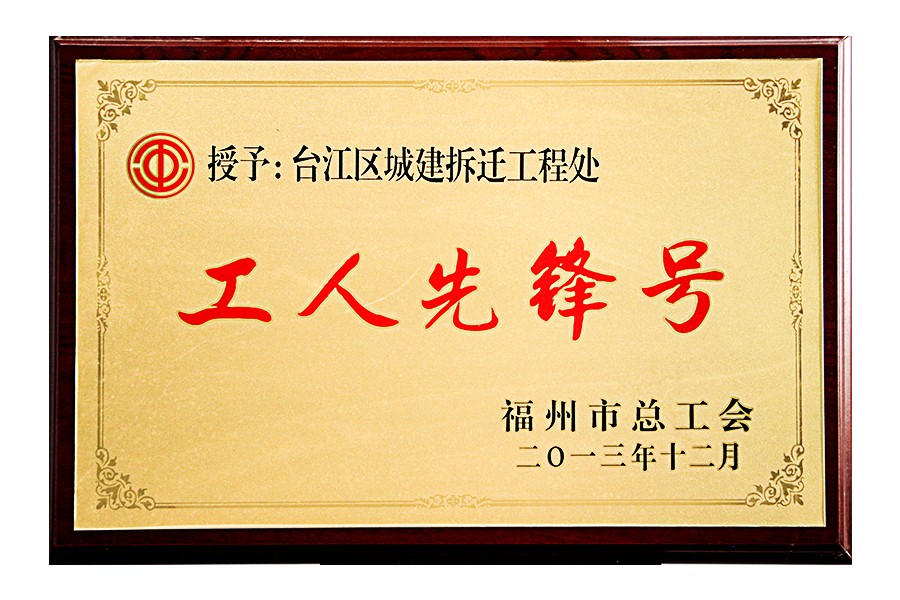 授予：台江区城建拆迁工程处
工人先锋号
福州市总工会
二〇一三年十二月